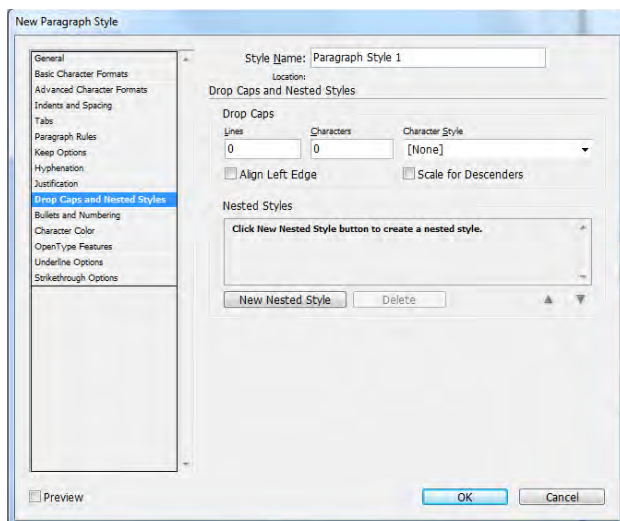 New Paragraph Style
General
Basic Character Formats
Advanced Character Formats
Indents and Spacing
Tabs
Paragraph Rules
Keep Options
Hyphenation
Justification
Drop Caps and Nested Styles
Bullets and Numbering
Character Color
OpenType Features
Underline Options
Strikethrough Options
Style Name: Paragraph Style 1
Location:
Drop Caps and Nested Styles
Drop Caps
Lines Characters Character Style
0 0 [None]
Align Left Edge Scale for Descenders
Nested Styles
Click New Nested Style button to create a nested style.
New Nested Style Delete
Preview OK Cancel